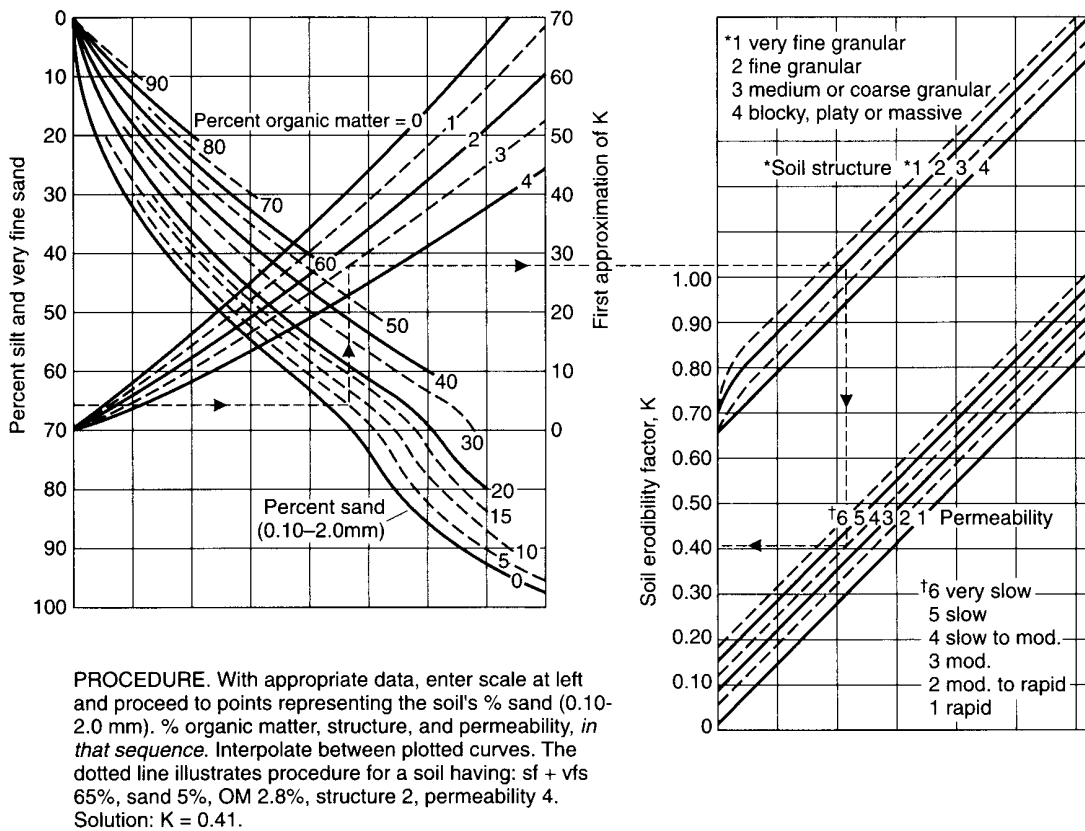 0
10
20
30
40
50
60
70
80
90
100
Percent silt and very fine sand
90
80
70
60
50
40
30
20
15
10
5
0
Percent organic matter = 0
1
2
3
4
Percent sand
(0.10–2.0mm)
70
60
50
40
30
20
10
0
First approximation of K
*1 very fine granular
2 fine granular
3 medium or coarse granular
4 blocky, platy or massive
*Soil structure *1 2 3 4
1.00
0.90
0.80
0.70
0.60
0.50
0.40
0.30
0.20
0.10
0
Soil erodibility factor, K
†6 5 4 3 2 1 Permeability
†6 very slow
5 slow
4 slow to mod.
3 mod.
2 mod. to rapid
1 rapid
PROCEDURE. With appropriate data, enter scale at left
and proceed to points representing the soil's % sand (0.10-
2.0 mm). % organic matter, structure, and permeability, in
that sequence. Interpolate between plotted curves. The
dotted line illustrates procedure for a soil having: sf + vfs
65%, sand 5%, OM 2.8%, structure 2, permeability 4.
Solution: K = 0.41.